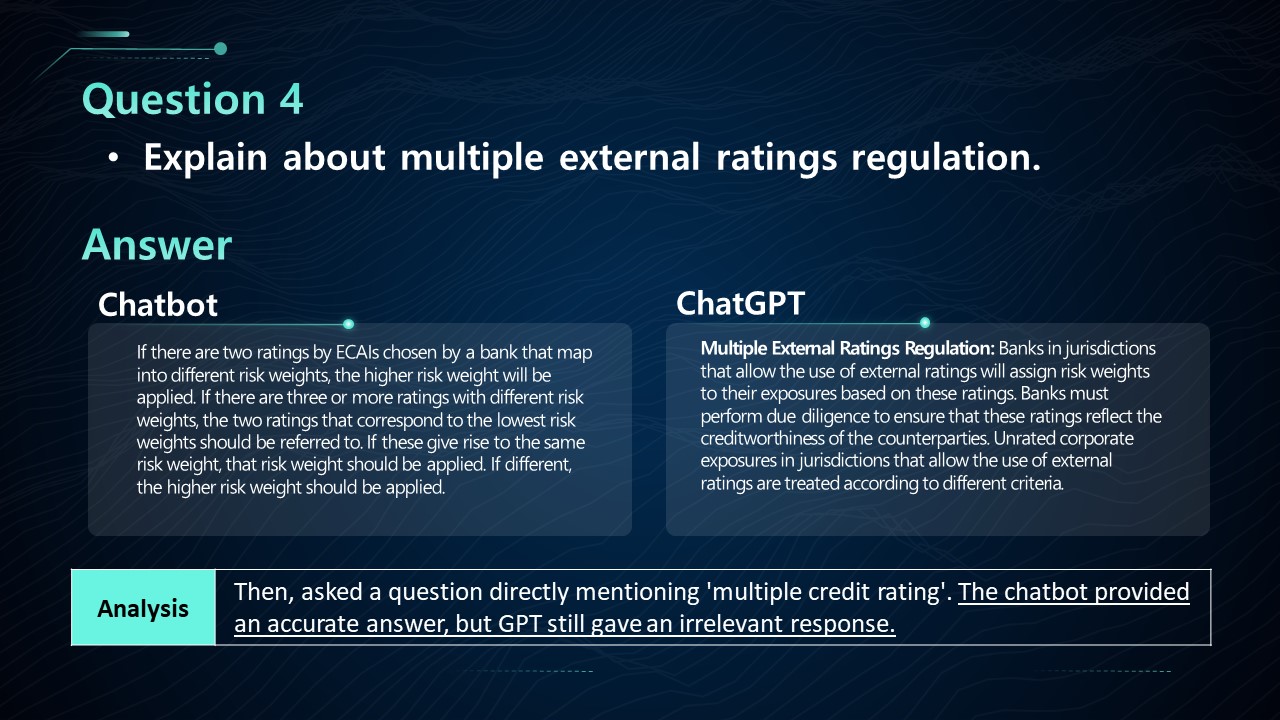 Question 4
• Explain about multiple external ratings regulation.
Answer
Chatbot
If there are two ratings by ECAIs chosen by a bank that map
into different risk weights, the higher risk weight will be
applied. If there are three or more ratings with different risk
weights, the two ratings that correspond to the lowest risk
weights should be referred to. If these give rise to the same
risk weight, that risk weight should be applied. If different,
the higher risk weight should be applied.
ChatGPT
Multiple External Ratings Regulation: Banks in jurisdictions
that allow the use of external ratings will assign risk weights
to their exposures based on these ratings. Banks must
perform due diligence to ensure that these ratings reflect the
creditworthiness of the counterparties. Unrated corporate
exposures in jurisdictions that allow the use of external
ratings are treated according to different criteria.
Analysis
Then, asked a question directly mentioning 'multiple credit rating'. The chatbot provided
an accurate answer, but GPT still gave an irrelevant response.